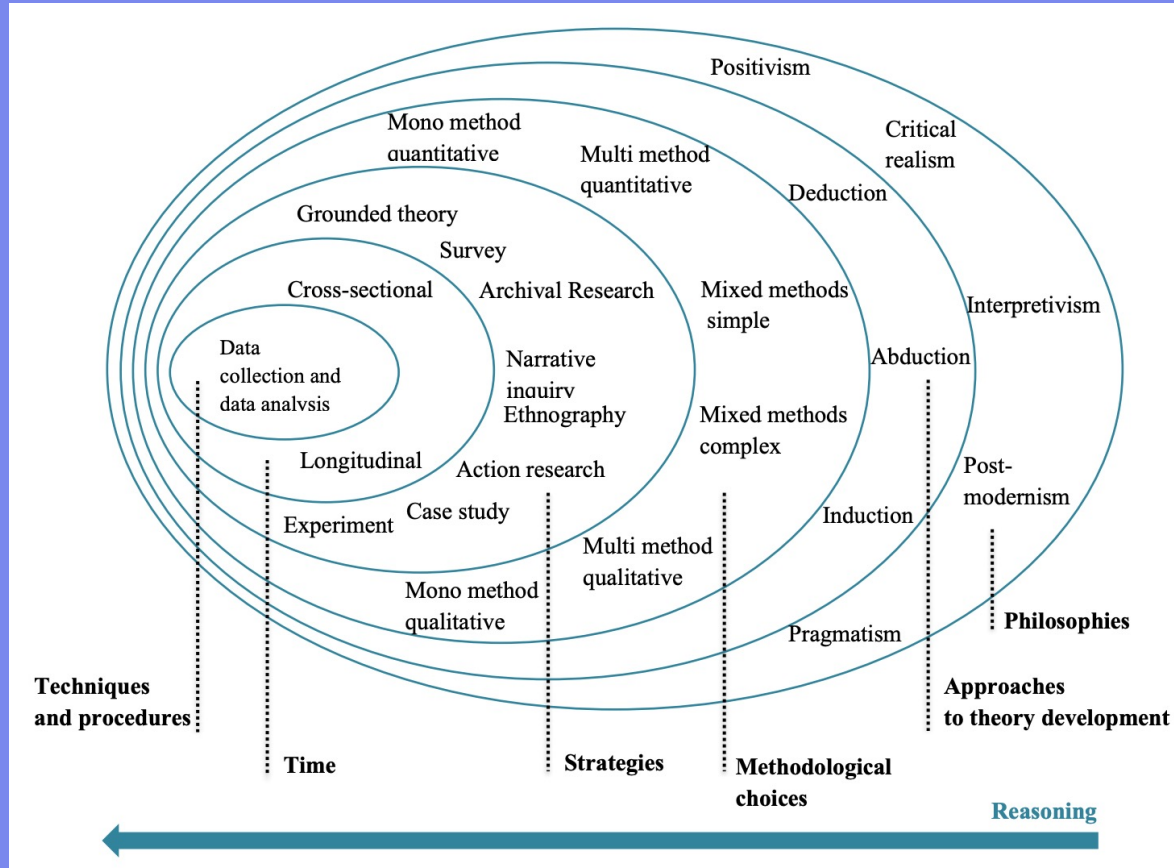 Positivism
Critical
realism
Mono method
quantitative
Multi method
quantitative
Deduction
Grounded theory
Survey
Cross-sectional
Archival Research
Mixed methods
simple
Interpretivism
Data
collection and
data analysis
Narrative
inquiry
Abduction
Ethnography
Mixed methods
complex
Longitudinal
Action research
Post-
modernism
Experiment
Case study
Induction
Multi method
qualitative
Mono method
qualitative
Pragmatism
Philosophies
Techniques
and procedures
Approaches
to theory development
Time
Strategies
Methodological
choices
Reasoning